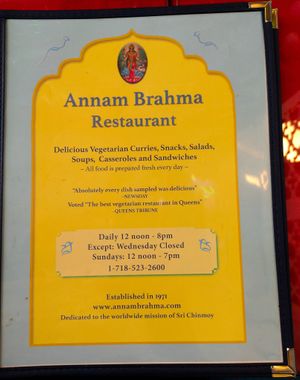 Annam Brahma
Restaurant
Delicious Vegetarian Curries, Snacks, Salads,
Soups, Casseroles and Sandwiches
– All food is prepared fresh every day –
"Absolutely every dish sampled was delicious"
-NEWSDAY
Voted "The best vegetarian restaurant in Queens"
-QUEENS TRIBUNE
Daily 12 noon - 8pm
Except: Wednesday Closed
Sundays: 12 noon - 7pm
1-718-523-2600
Established in 1971
www.annambrahma.com
Dedicated to the worldwide mission of Sri Chinmoy